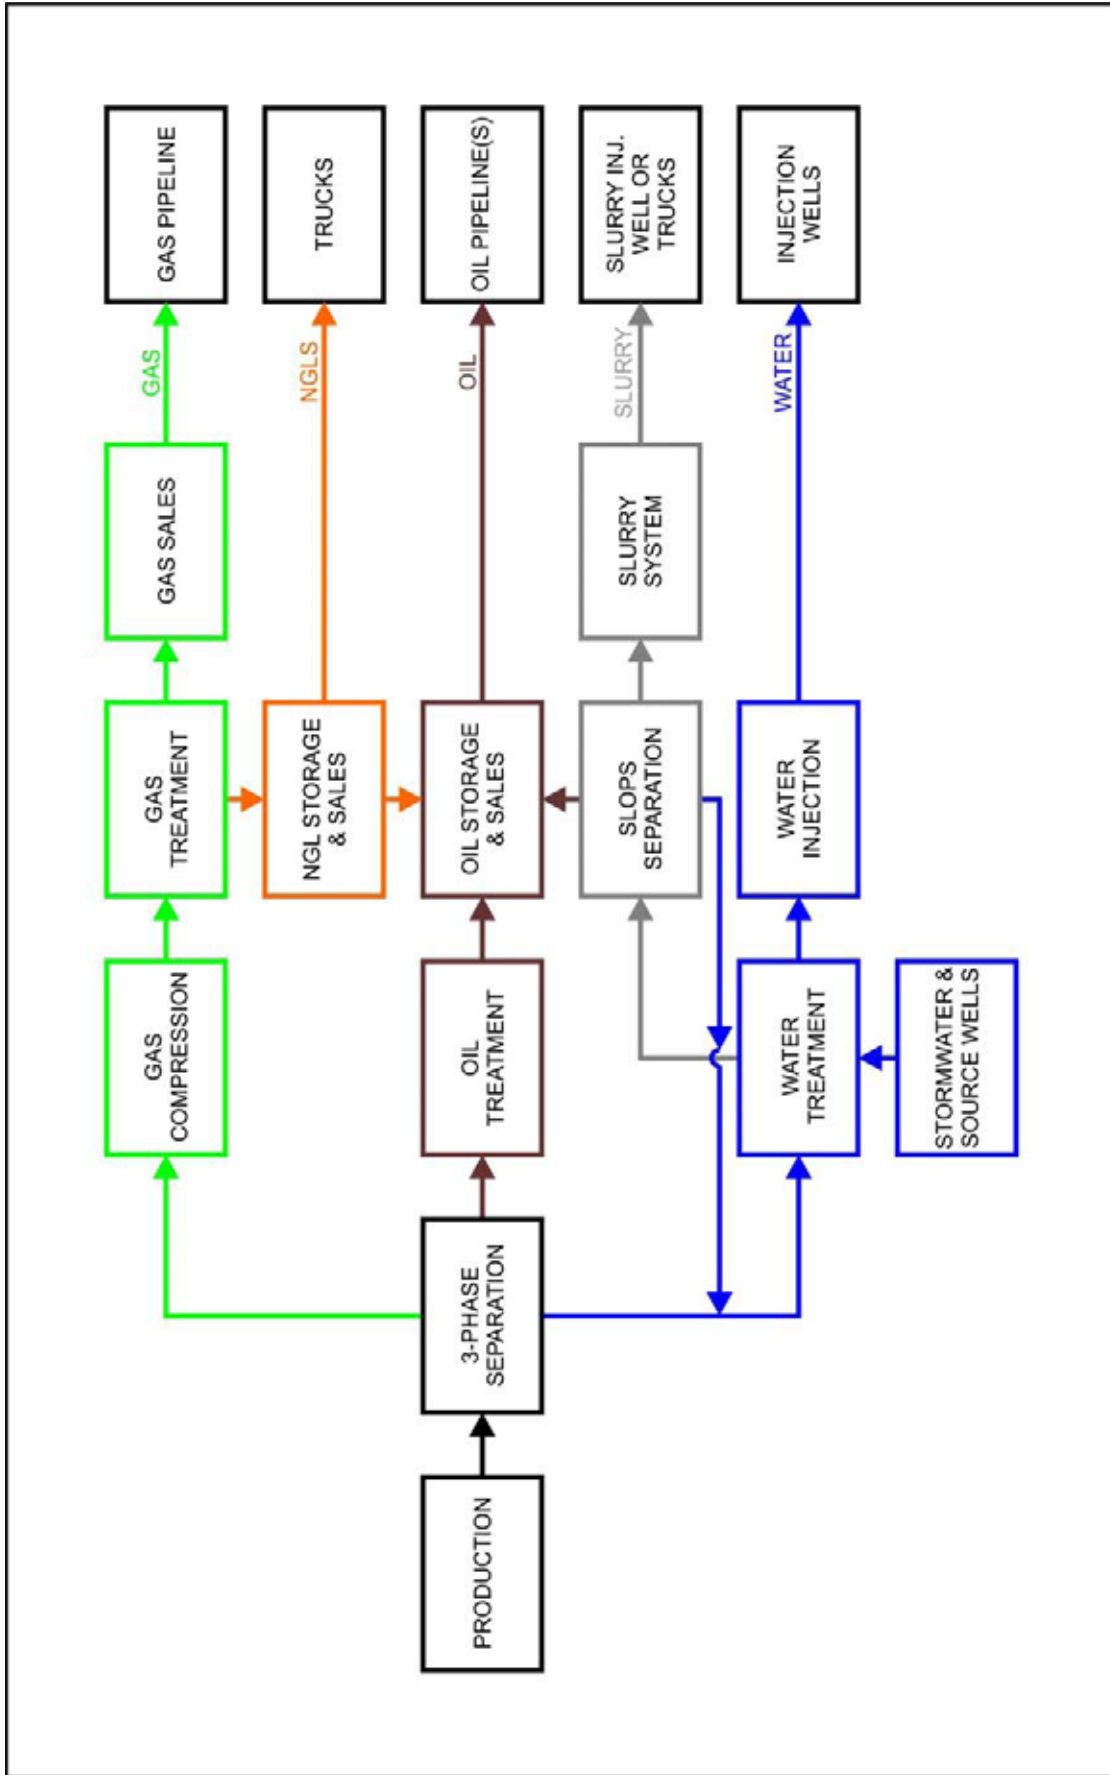 PRODUCTION
3-PHASE
SEPARATION
GAS
COMPRESSION
GAS
TREATMENT
GAS SALES
GAS
GAS PIPELINE
NGL STORAGE
& SALES
NGLS
TRUCKS
OIL
TREATMENT
OIL STORAGE
& SALES
OIL
OIL PIPELINE(S)
SLOPS
SEPARATION
SLURRY
SYSTEM
SLURRY
SLURRY INJ.
WELL OR
TRUCKS
WATER
TREATMENT
WATER
INJECTION
WATER
INJECTION
WELLS
STORMWATER &
SOURCE WELLS